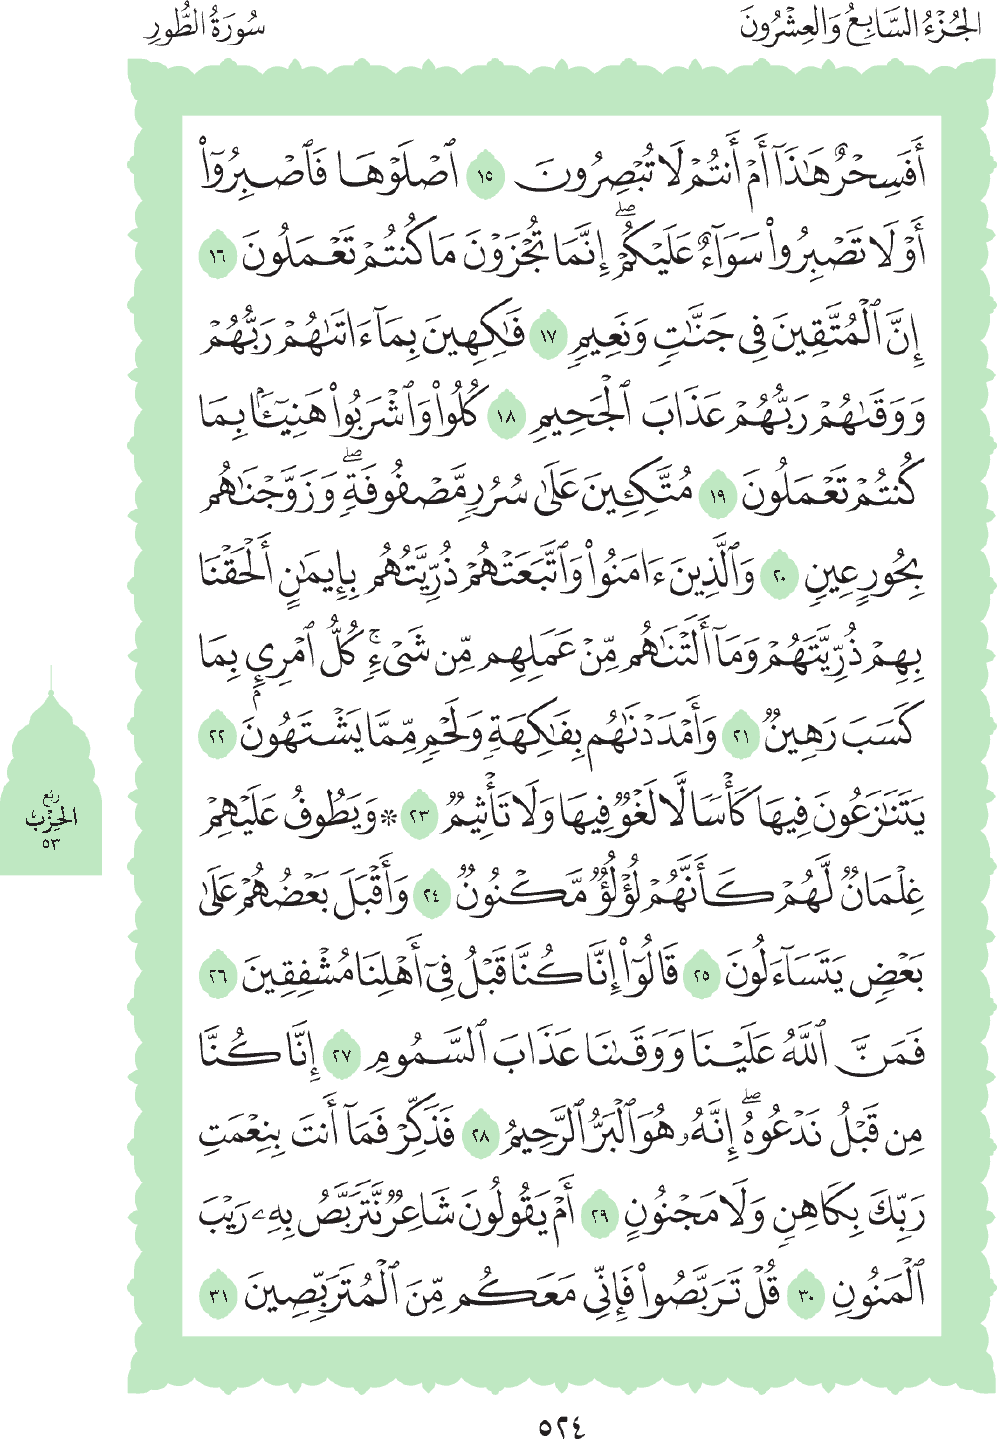 الجُزْءُ السَّابِعُ وَالعِشْرُونَ
سُورَةُ الطُّورِ
أَفَسِحْرٌ هَٰذَآ أَمْ أَنتُمْ لَا تُبْصِرُونَ ١٥ ٱصْلَوْهَا فَٱصْبِرُوٓا۟
أَوْ لَا تَصْبِرُوا۟ سَوَآءٌ عَلَيْكُمْ ۖ إِنَّمَا تُجْزَوْنَ مَا كُنتُمْ تَعْمَلُونَ ١٦
إِنَّ ٱلْمُتَّقِينَ فِى جَنَّٰتٍ وَنَعِيمٍ ١٧ فَٰكِهِينَ بِمَآ ءَاتَىٰهُمْ رَبُّهُمْ
وَوَقَىٰهُمْ رَبُّهُمْ عَذَابَ ٱلْجَحِيمِ ١٨ كُلُوا۟ وَٱشْرَبُوا۟ هَنِيٓـًٔۢا بِمَا
كُنتُمْ تَعْمَلُونَ ١٩ مُتَّكِـِٔينَ عَلَىٰ سُرُرٍ مَّصْفُوفَةٍ ۖ وَزَوَّجْنَٰهُم
بِحُورٍ عِينٍ ٢٠ وَٱلَّذِينَ ءَامَنُوا۟ وَٱتَّبَعَتْهُمْ ذُرِّيَّتُهُم بِإِيمَٰنٍ أَلْحَقْنَا
بِهِمْ ذُرِّيَّتَهُمْ وَمَآ أَلَتْنَٰهُم مِّنْ عَمَلِهِم مِّن شَىْءٍ ۚ كُلُّ ٱمْرِئٍۭ بِمَا
كَسَبَ رَهِينٌ ٢١ وَأَمْدَدْنَٰهُم بِفَٰكِهَةٍ وَلَحْمٍ مِّمَّا يَشْتَهُونَ ٢٢
يَتَنَٰزَعُونَ فِيهَا كَأْسًا لَّا لَغْوٌ فِيهَا وَلَا تَأْثِيمٌ ٢٣ ۞ وَيَطُوفُ عَلَيْهِمْ
غِلْمَانٌ لَّهُمْ كَأَنَّهُمْ لُؤْلُؤٌ مَّكْنُونٌ ٢٤ وَأَقْبَلَ بَعْضُهُمْ عَلَىٰ
بَعْضٍ يَتَسَآءَلُونَ ٢٥ قَالُوٓا۟ إِنَّا كُنَّا قَبْلُ فِىٓ أَهْلِنَا مُشْفِقِينَ ٢٦
فَمَنَّ ٱللَّهُ عَلَيْنَا وَوَقَىٰنَا عَذَابَ ٱلسَّمُومِ ٢٧ إِنَّا كُنَّا
مِن قَبْلُ نَدْعُوهُ ۖ إِنَّهُۥ هُوَ ٱلْبَرُّ ٱلرَّحِيمُ ٢٨ فَذَكِّرْ فَمَآ أَنتَ بِنِعْمَتِ
رَبِّكَ بِكَاهِنٍ وَلَا مَجْنُونٍ ٢٩ أَمْ يَقُولُونَ شَاعِرٌ نَّتَرَبَّصُ بِهِۦ رَيْبَ
ٱلْمَنُونِ ٣٠ قُلْ تَرَبَّصُوا۟ فَإِنِّى مَعَكُم مِّنَ ٱلْمُتَرَبِّصِينَ ٣١
رُبْع
الحِزْب
٥٣
٥٢٤